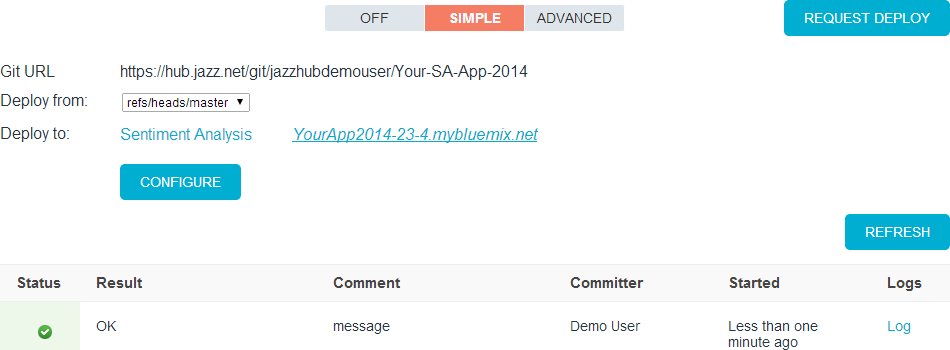 OFF SIMPLE ADVANCED REQUEST DEPLOY
Git URL https://hub.jazz.net/git/jazzhubdemouser/Your-SA-App-2014
Deploy from: refs/heads/master
Deploy to: Sentiment Analysis YourApp2014-23-4.mybluemix.net
CONFIGURE
REFRESH
Status Result Comment Committer Started Logs
OK message Demo User Less than one Log
minute ago